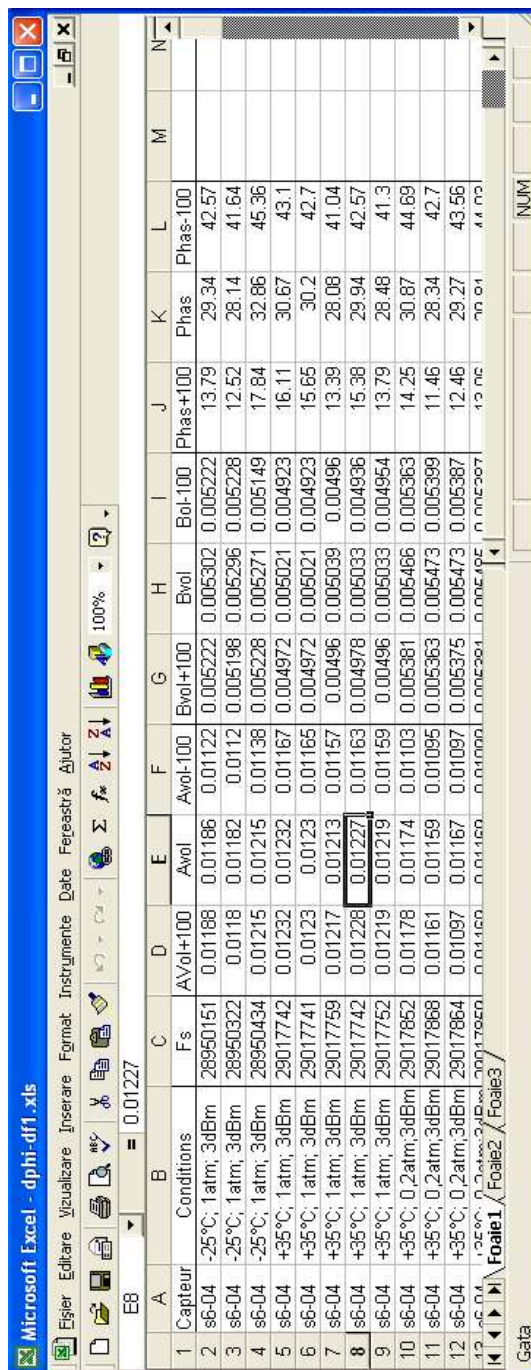 Microsoft Excel - dphi-df1.xls
Fișier Editare Vizualizare Inserare Format Instrumente Date Fereastră Ajutor
100%
E8 = 0.01227
A B C D E F G H I J K L M N
1 Capteur Conditions Fs AVol+100 Avol Avol-100 Bvol+100 Bvol Bol-100 Phas+100 Phas Phas-100
2 s6-04 -25°C; 1atm; 3dBm 28950151 0.01188 0.01186 0.01122 0.005222 0.005302 0.005222 13.79 29.34 42.57
3 s6-04 -25°C; 1atm; 3dBm 28950322 0.0118 0.01182 0.0112 0.005198 0.005296 0.005228 12.52 28.14 41.64
4 s6-04 -25°C; 1atm; 3dBm 28950434 0.01215 0.01215 0.01138 0.005228 0.005271 0.005149 17.84 32.86 45.36
5 s6-04 +35°C; 1atm; 3dBm 29017742 0.01232 0.01232 0.01167 0.004972 0.005021 0.004923 16.11 30.67 43.1
6 s6-04 +35°C; 1atm; 3dBm 29017741 0.0123 0.0123 0.01165 0.004972 0.005021 0.004923 15.65 30.2 42.7
7 s6-04 +35°C; 1atm; 3dBm 29017759 0.01217 0.01213 0.01157 0.00496 0.005039 0.00496 13.39 28.08 41.04
8 s6-04 +35°C; 1atm; 3dBm 29017742 0.01228 0.01227 0.01163 0.004978 0.005033 0.004936 15.38 29.94 42.57
9 s6-04 +35°C; 1atm; 3dBm 29017752 0.01219 0.01219 0.01159 0.00496 0.005033 0.004954 13.79 28.48 41.3
10 s6-04 +35°C; 0,2atm;3dBm 29017852 0.01178 0.01174 0.01103 0.005381 0.005466 0.005363 14.25 30.87 44.69
11 s6-04 +35°C; 0,2atm;3dBm 29017868 0.01161 0.01159 0.01095 0.005363 0.005473 0.005399 11.46 28.34 42.7
12 s6-04 +35°C; 0,2atm;3dBm 29017864 0.01097 0.01167 0.01097 0.005375 0.005473 0.005387 12.46 29.27 43.56
Foaie1 Foaie2 Foaie3
Gata NUM